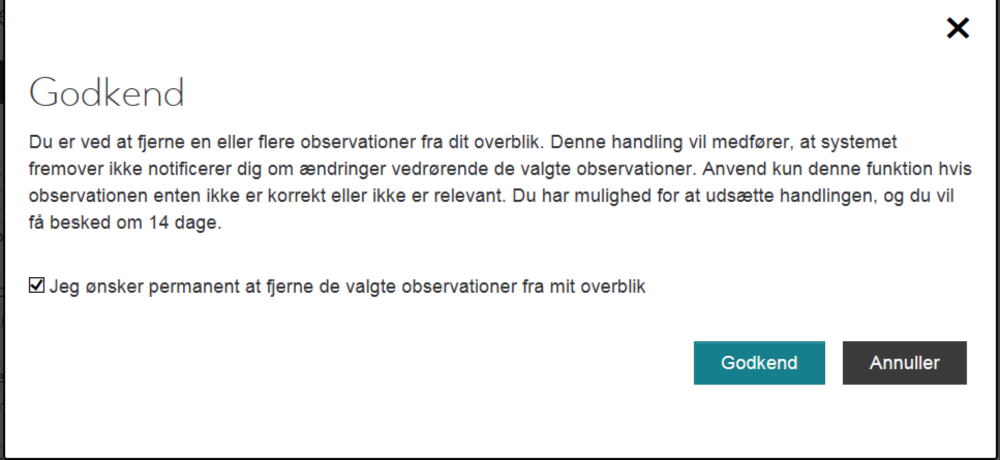 Godkend
Du er ved at fjerne en eller flere observationer fra dit overblik. Denne handling vil medfører, at systemet
fremover ikke notificerer dig om ændringer vedrørende de valgte observationer. Anvend kun denne funktion hvis
observationen enten ikke er korrekt eller ikke er relevant. Du har mulighed for at udsætte handlingen, og du vil
få besked om 14 dage.
Jeg ønsker permanent at fjerne de valgte observationer fra mit overblik
Godkend Annuller